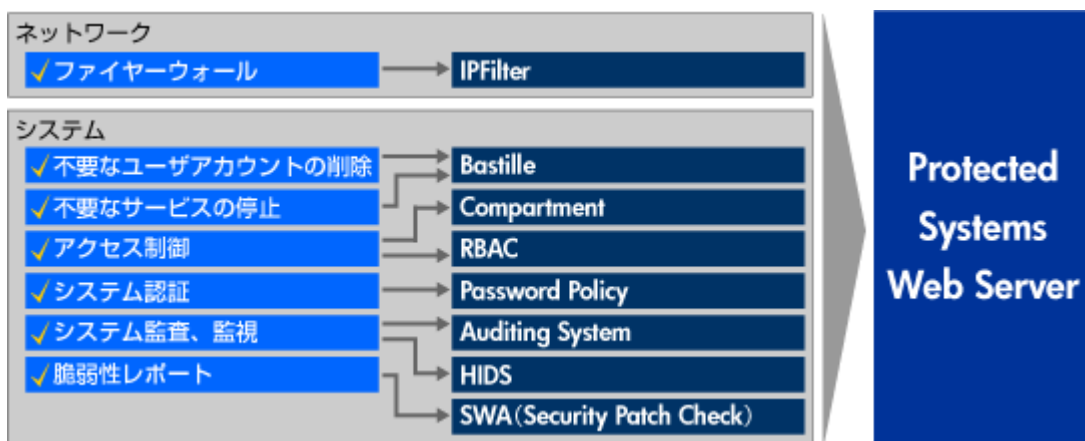 ネットワーク
✓ファイヤーウォール
IPFilter
システム
✓不要なユーザアカウントの削除
Bastille
✓不要なサービスの停止
Compartment
✓アクセス制御
RBAC
✓システム認証
Password Policy
✓システム監査、監視
Auditing System
✓脆弱性レポート
HIDS
SWA（Security Patch Check）
Protected
Systems
Web Server